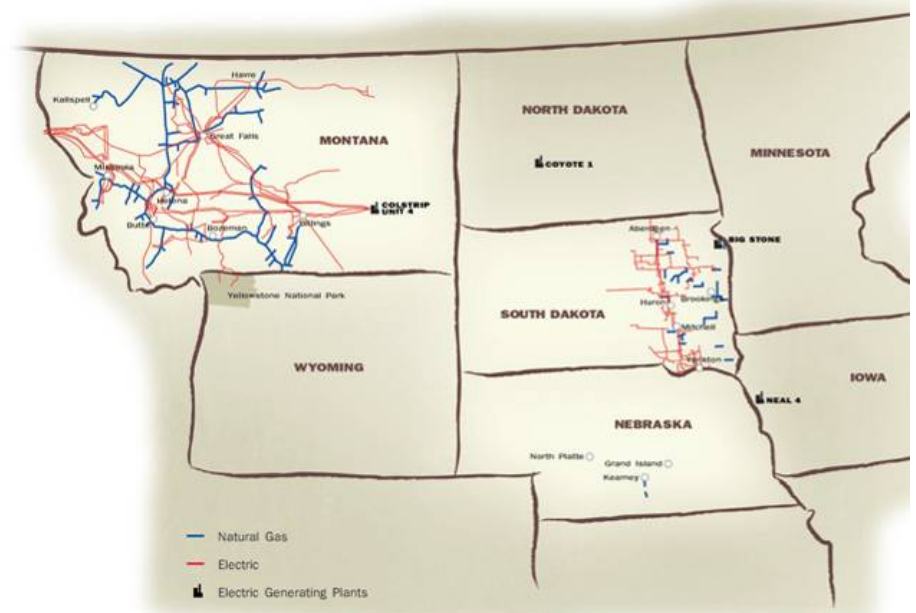 Havre
Kalispell
Great Falls
MONTANA
Missoula
Helena
Butte
Bozeman
Billings
COLSTRIP
UNIT 4
Yellowstone National Park
WYOMING
NORTH DAKOTA
COYOTE 1
MINNESOTA
Aberdeen
BIG STONE
SOUTH DAKOTA
Huron
Brookings
Mitchell
Yankton
NEAL 4
IOWA
NEBRASKA
North Platte
Grand Island
Kearney
Natural Gas
Electric
Electric Generating Plants